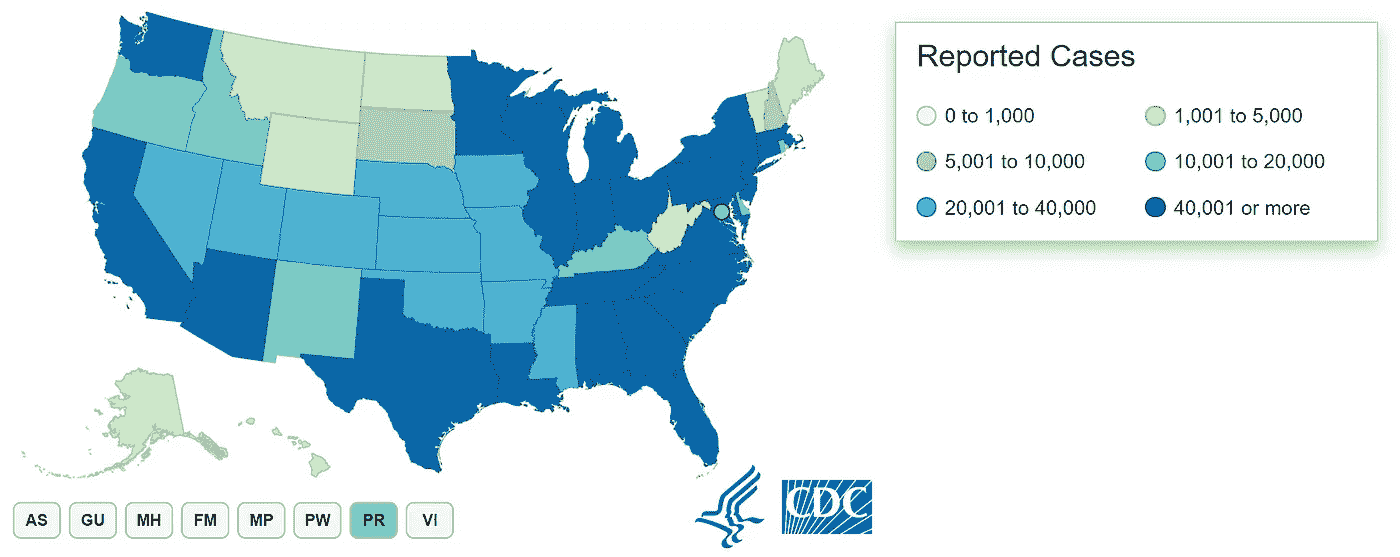 Reported Cases
0 to 1,000
1,001 to 5,000
5,001 to 10,000
10,001 to 20,000
20,001 to 40,000
40,001 or more
AS GU MH FM MP PW PR VI
CDC